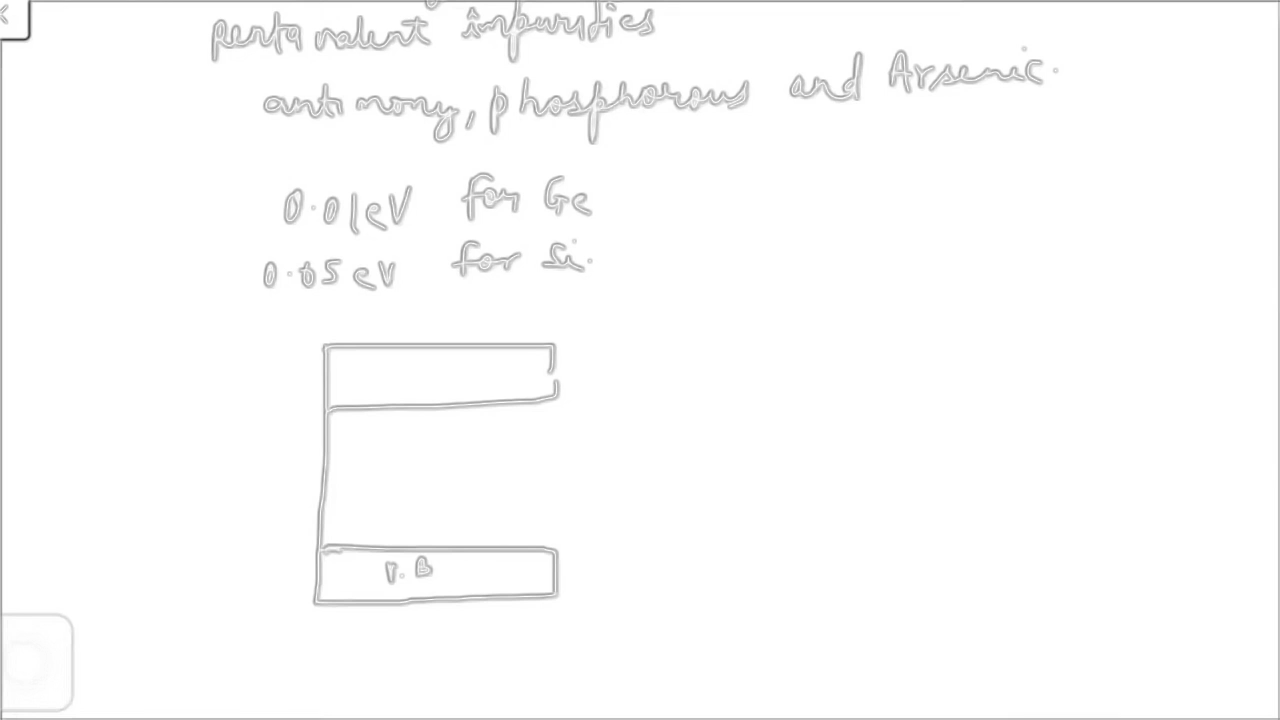 pentavalent impurities
antimony, phosphorous and Arsenic.
0.01eV for Ge
0.05eV for Si.
V.B